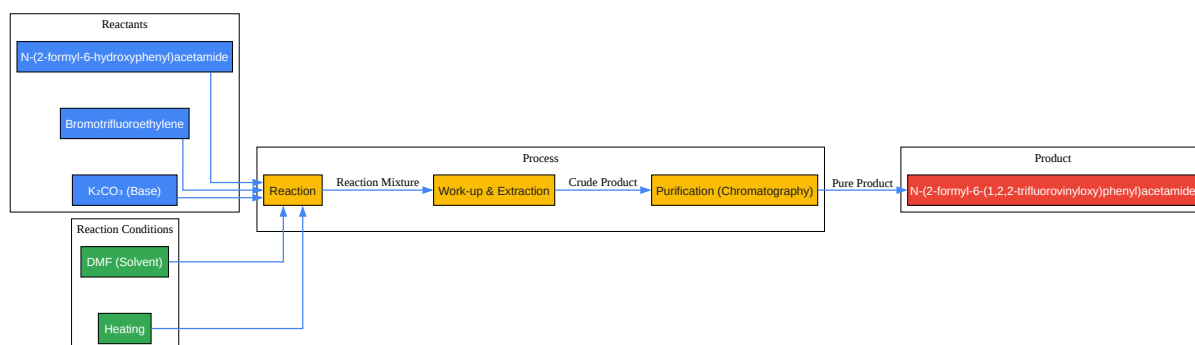 Reactants
N-(2-formyl-6-hydroxyphenyl)acetamide
Bromotrifluoroethylene
K₂CO₃ (Base)
Reaction Conditions
DMF (Solvent)
Heating
Process
Reaction
Reaction Mixture
Work-up & Extraction
Crude Product
Purification (Chromatography)
Pure Product
Product
N-(2-formyl-6-(1,2,2-trifluorovinyloxy)phenyl)acetamide